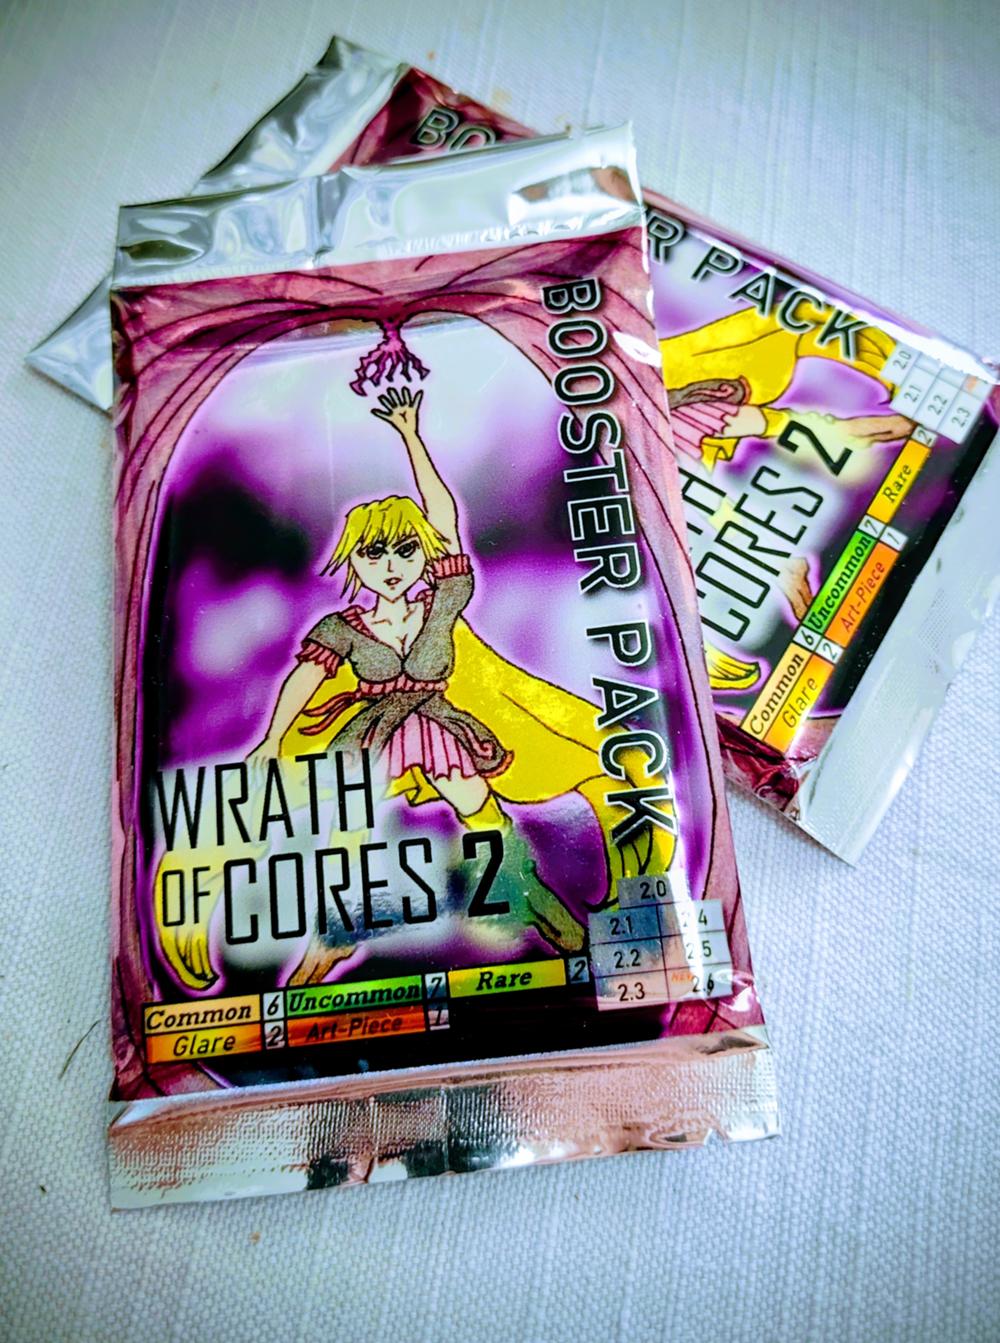 BOOSTER PACK
WRATH
OF CORES 2
2.0
2.1 2.4
2.2 2.5
2.3 NEW 2.6
Common 6 Uncommon 7 Rare 2
Glare 2 Art-Piece 1
BO
R PACK
2.0
2.1
2.2
2.3
CORES 2
Common 6 Uncommon 7 Rare 2
Glare 2 Art-Piece 1